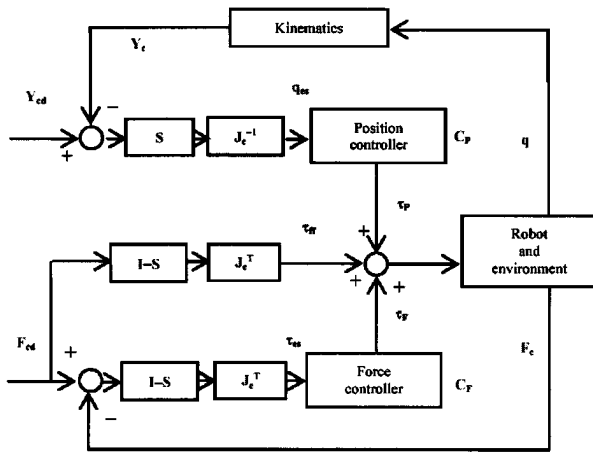 Kinematics
Y_c
Y_cd
−
q_es
+
S
J_c⁻¹
Position
controller
C_P
q
τ_P
τ_ff
+
I−S
J_c^T
+
+
Robot
and
environment
τ_F
F_cd
+
τ_es
F_c
I−S
J_c^T
Force
controller
C_F
−